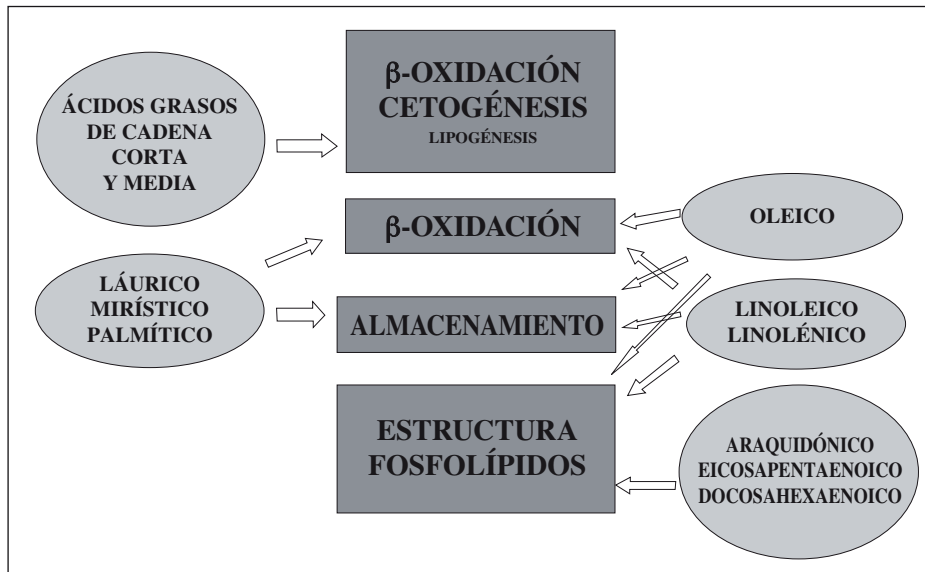 ÁCIDOS GRASOS
DE CADENA
CORTA
Y MEDIA
β-OXIDACIÓN
CETOGÉNESIS
LIPOGÉNESIS
β-OXIDACIÓN
OLEICO
LÁURICO
MIRÍSTICO
PALMÍTICO
ALMACENAMIENTO
LINOLEICO
LINOLÉNICO
ESTRUCTURA
FOSFOLÍPIDOS
ARAQUIDÓNICO
EICOSAPENTAENOICO
DOCOSAHEXAENOICO